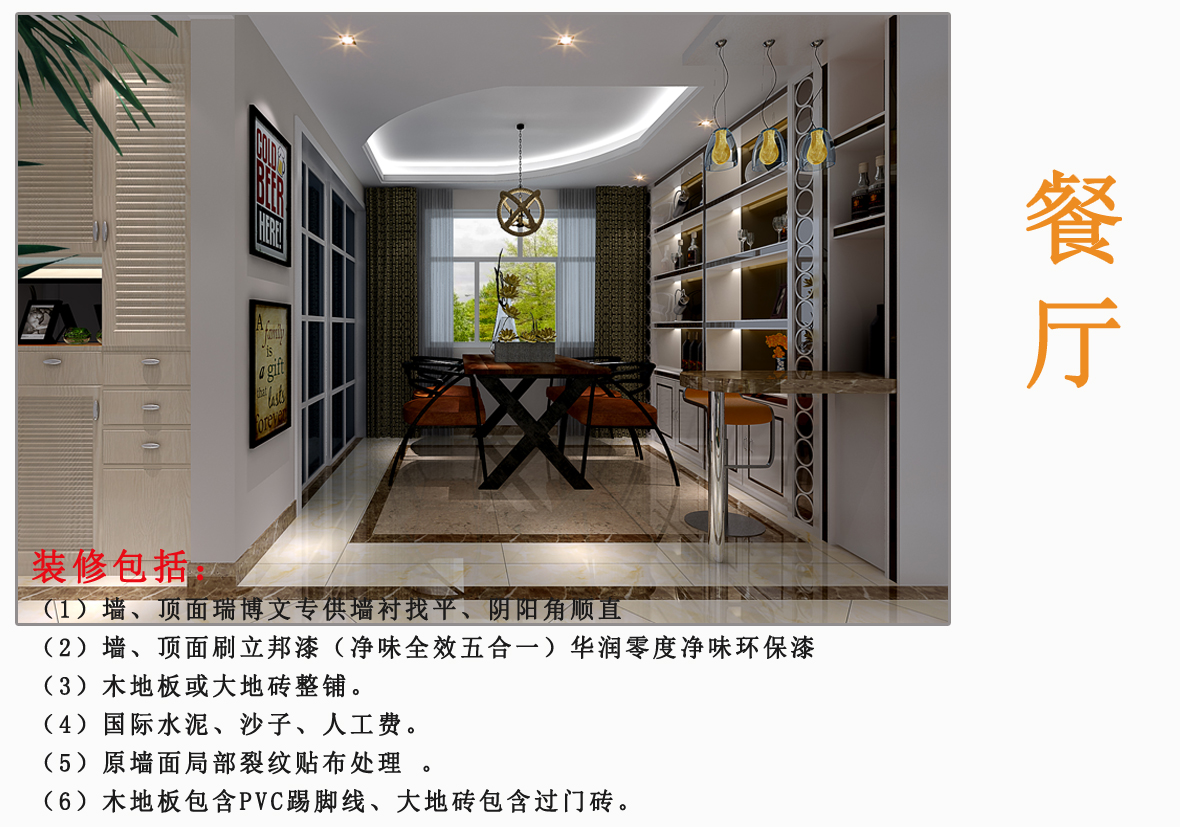 COLD
BEER
HERE!
A family
is
a gift
that lasts
forever
餐厅
装修包括：
（1）墙、顶面瑞博文专供墙衬找平、阴阳角顺直
（2）墙、顶面刷立邦漆（净味全效五合一）华润零度净味环保漆
（3）木地板或大地砖整铺。
（4）国际水泥、沙子、人工费。
（5）原墙面局部裂纹贴布处理 。
（6）木地板包含PVC踢脚线、大地砖包含过门砖。